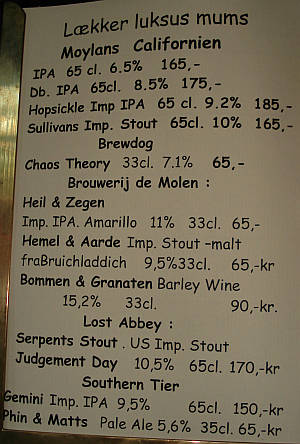 Lækker luksus mums
Moylans Californien
IPA 65 cl. 6.5% 165,-
Db. IPA 65cl. 8.5% 175,-
Hopsickle Imp IPA 65 cl. 9.2% 185,-
Sullivans Imp. Stout 65cl. 10% 165,-
Brewdog
Chaos Theory 33cl. 7.1% 65,-
Brouwerij de Molen :
Heil & Zegen
Imp. IPA. Amarillo 11% 33cl. 65,-
Hemel & Aarde Imp. Stout -malt
fraBruichladdich 9,5%33cl. 65,-kr
Bommen & Granaten Barley Wine
15,2% 33cl. 90,-kr.
Lost Abbey :
Serpents Stout . US Imp. Stout
Judgement Day 10,5% 65cl. 170,-kr
Southern Tier
Gemini Imp. IPA 9,5% 65cl. 150,-kr
Phin & Matts Pale Ale 5,6% 35cl. 65,-kr